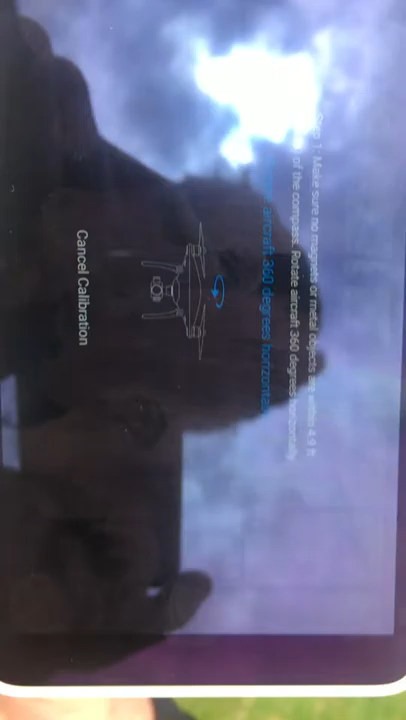 Step 1: Make sure no magnets or metal objects are within 4.9 ft
of the compass. Rotate aircraft 360 degrees horizontally
aircraft 360 degrees horizontally
Cancel Calibration